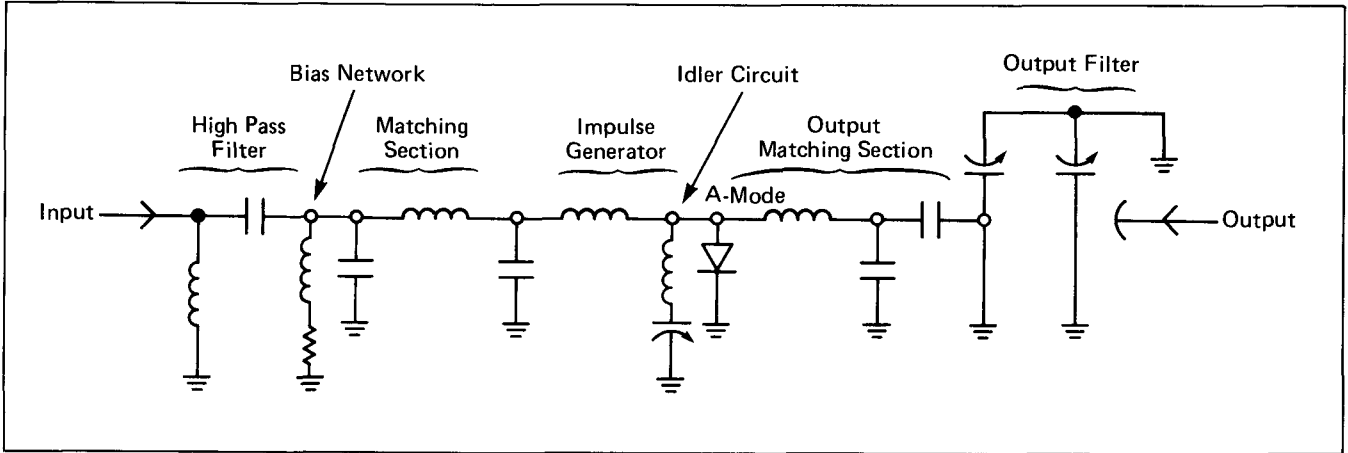 Bias Network
Idler Circuit
Output Filter
High Pass
Filter
Matching
Section
Impulse
Generator
Output
Matching Section
A-Mode
Input
Output